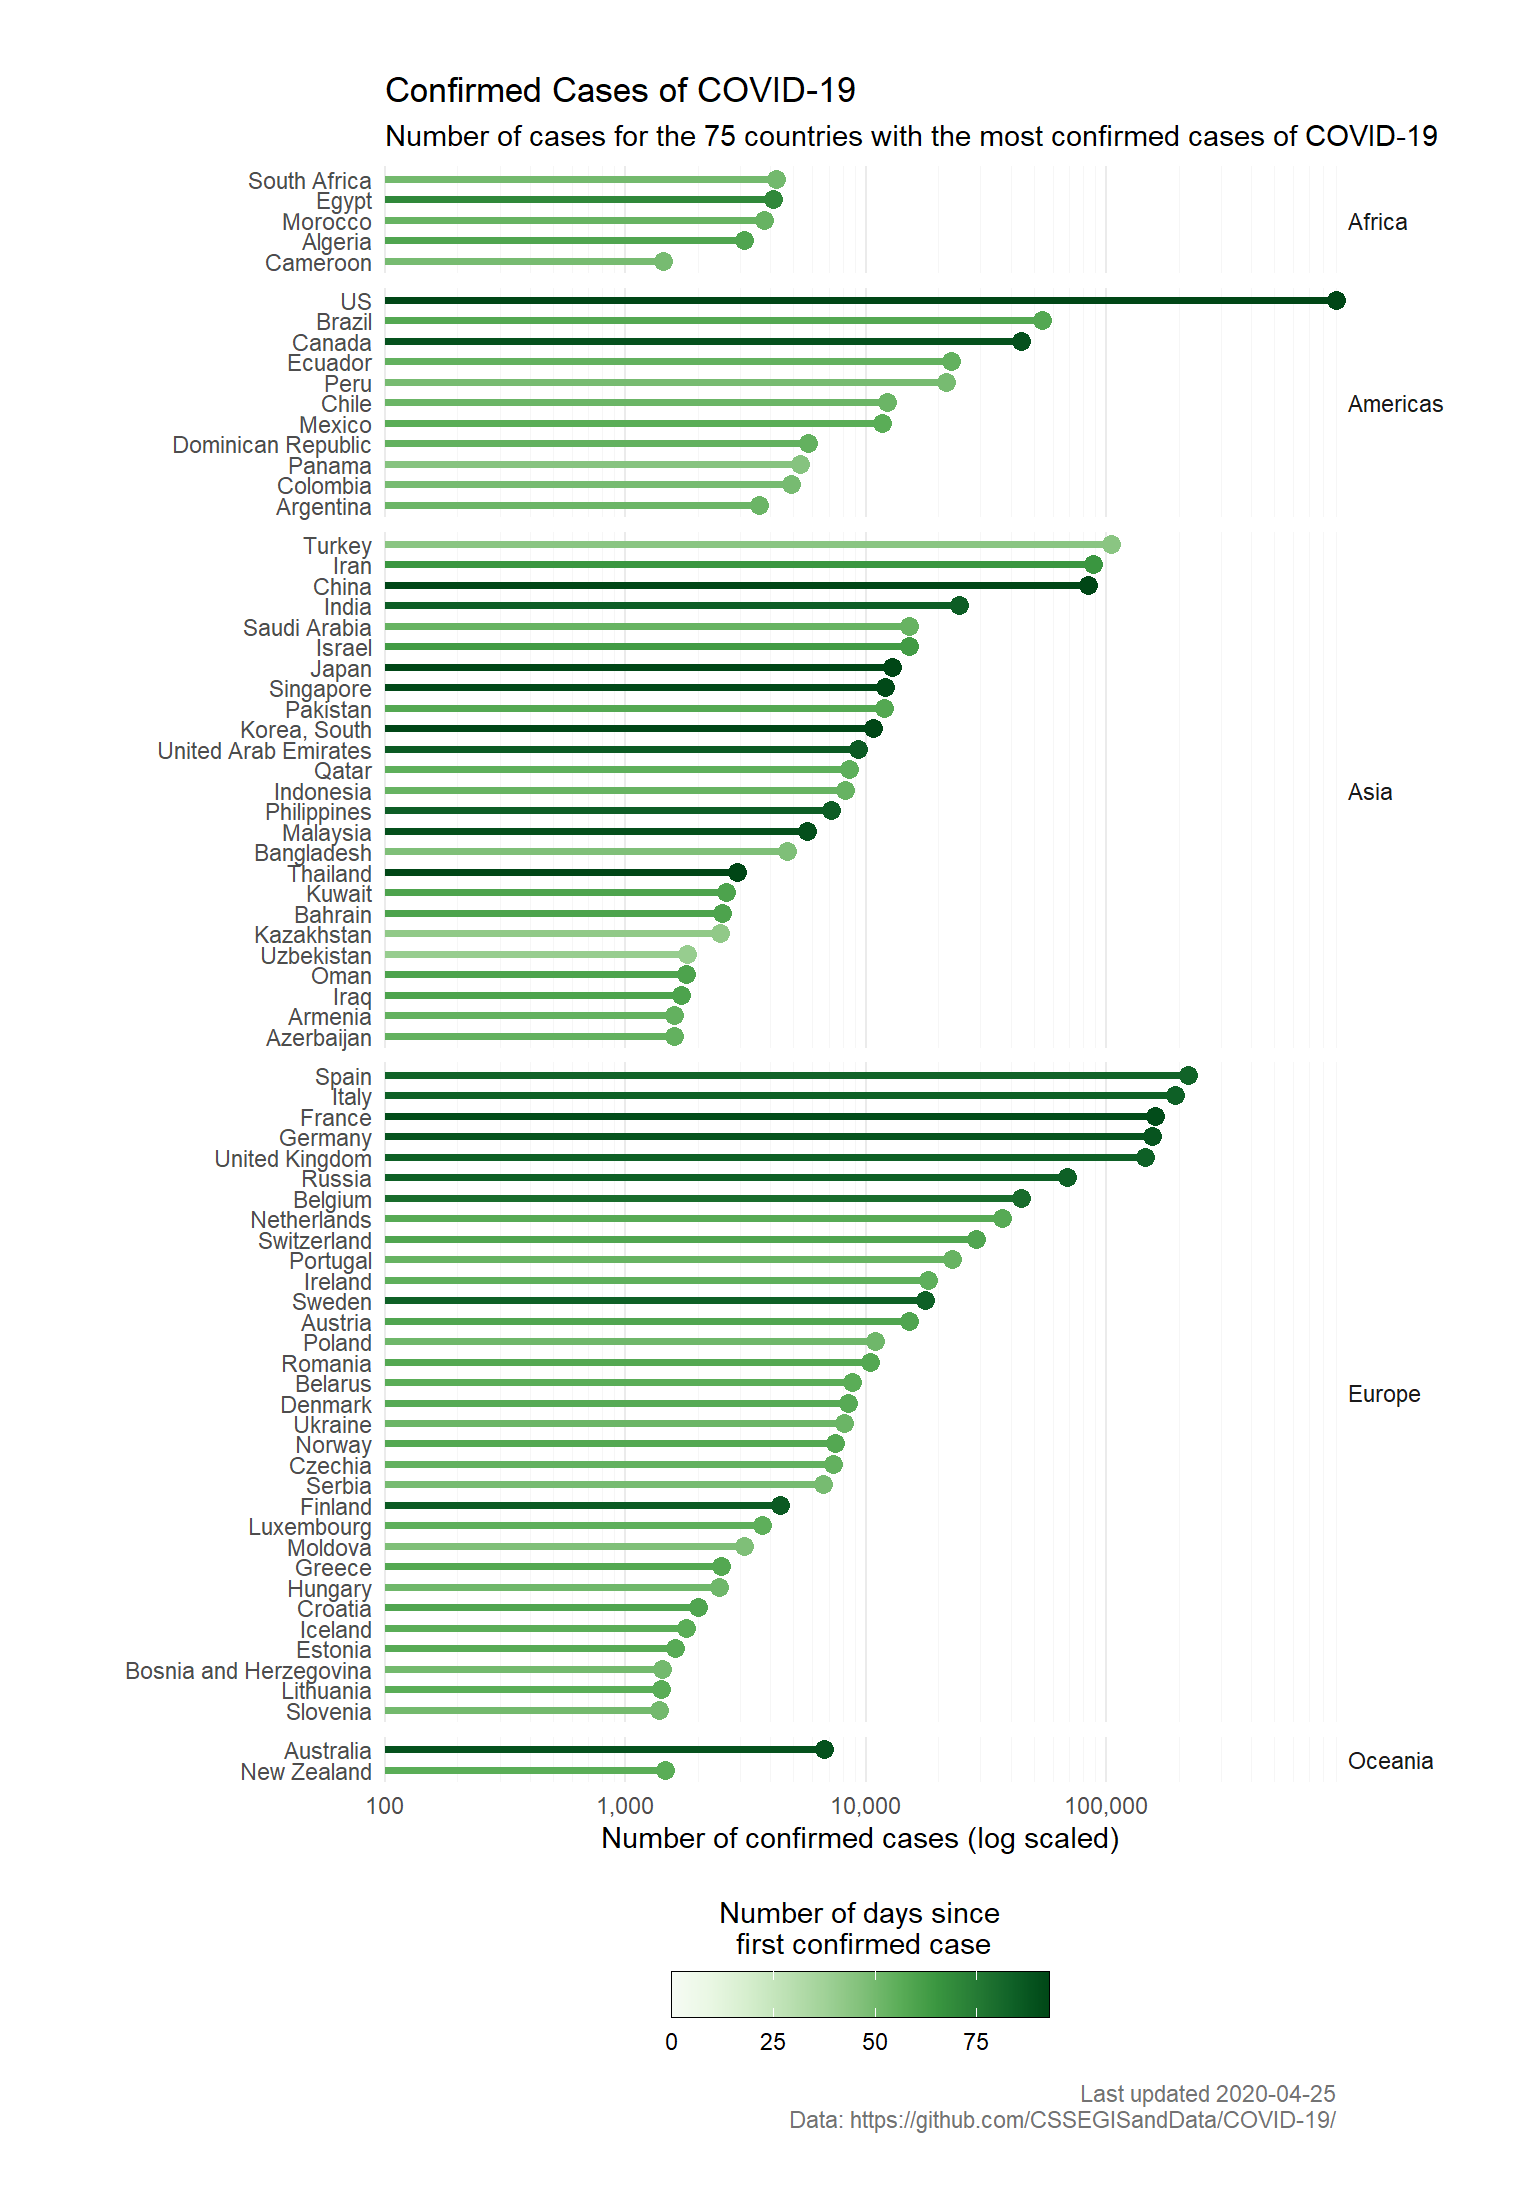 Confirmed Cases of COVID-19
Number of cases for the 75 countries with the most confirmed cases of COVID-19
South Africa
Egypt
Morocco
Algeria
Cameroon
Africa
US
Brazil
Canada
Ecuador
Peru
Chile
Mexico
Dominican Republic
Panama
Colombia
Argentina
Americas
Turkey
Iran
China
India
Saudi Arabia
Israel
Japan
Singapore
Pakistan
Korea, South
United Arab Emirates
Qatar
Indonesia
Philippines
Malaysia
Bangladesh
Thailand
Kuwait
Bahrain
Kazakhstan
Uzbekistan
Oman
Iraq
Armenia
Azerbaijan
Asia
Spain
Italy
France
Germany
United Kingdom
Russia
Belgium
Netherlands
Switzerland
Portugal
Ireland
Sweden
Austria
Poland
Romania
Belarus
Denmark
Ukraine
Norway
Czechia
Serbia
Finland
Luxembourg
Moldova
Greece
Hungary
Croatia
Iceland
Estonia
Bosnia and Herzegovina
Lithuania
Slovenia
Europe
Australia
New Zealand
Oceania
100 1,000 10,000 100,000
Number of confirmed cases (log scaled)
Number of days since
first confirmed case
0 25 50 75
Last updated 2020-04-25
Data: https://github.com/CSSEGISandData/COVID-19/